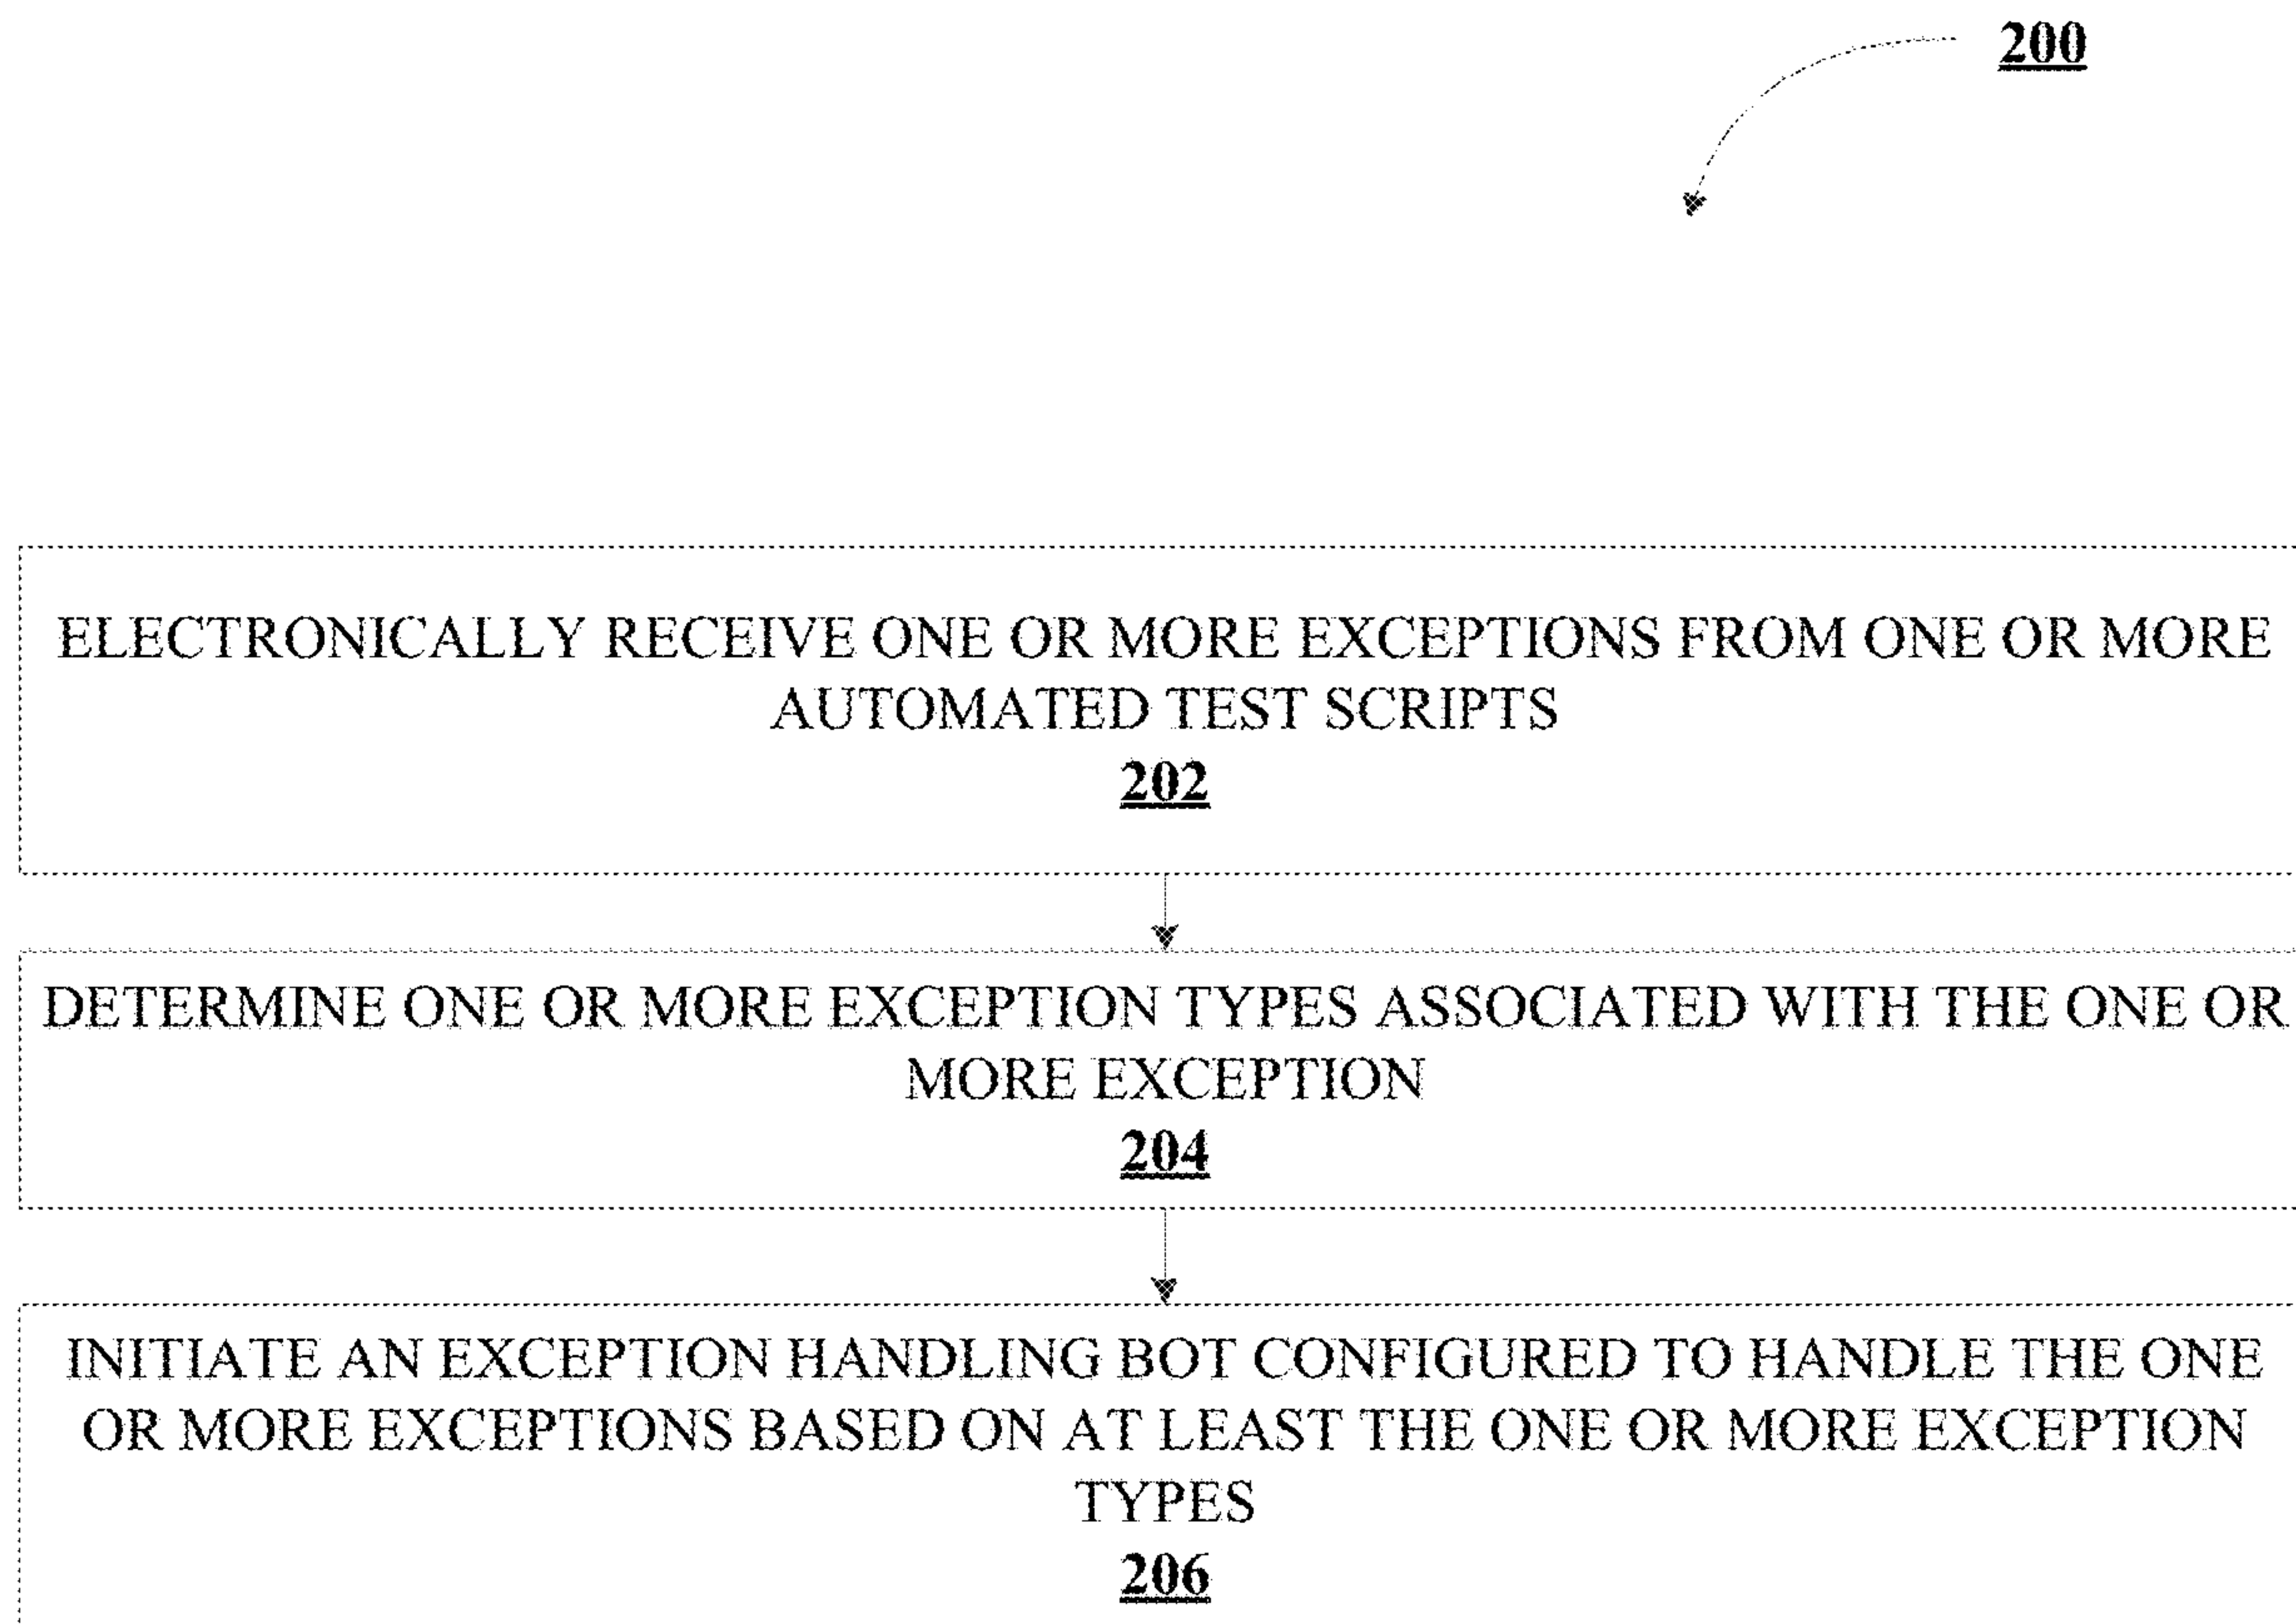 200
ELECTRONICALLY RECEIVE ONE OR MORE EXCEPTIONS FROM ONE OR MORE
AUTOMATED TEST SCRIPTS
202
DETERMINE ONE OR MORE EXCEPTION TYPES ASSOCIATED WITH THE ONE OR
MORE EXCEPTION
204
INITIATE AN EXCEPTION HANDLING BOT CONFIGURED TO HANDLE THE ONE
OR MORE EXCEPTIONS BASED ON AT LEAST THE ONE OR MORE EXCEPTION
TYPES
206